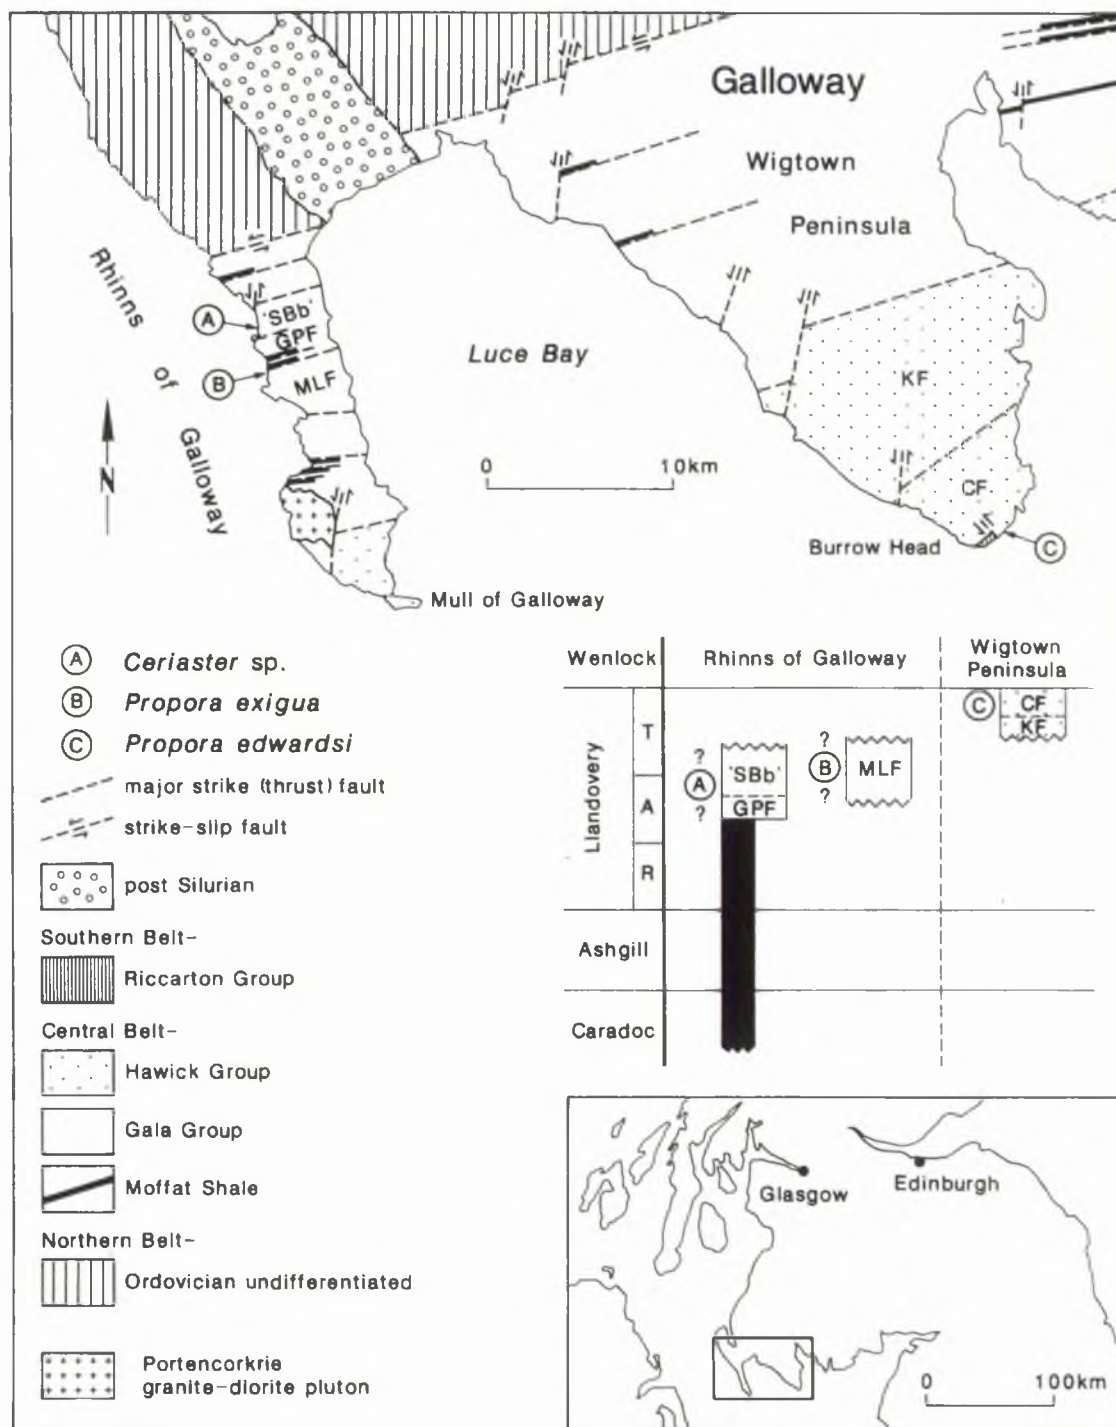 Galloway
Wigtown
Peninsula
Rhinns of Galloway
A
'SBb'
GPF
B
MLF
Luce Bay
KF
CF
N
0 10km
Burrow Head
C
Mull of Galloway
A Ceriaster sp.
B Propora exigua
C Propora edwardsi
major strike (thrust) fault
strike-slip fault
post Silurian
Southern Belt-
Riccarton Group
Central Belt-
Hawick Group
Gala Group
Moffat Shale
Northern Belt-
Ordovician undifferentiated
Portencorkrie
granite-diorite pluton
Wenlock
Rhinns of Galloway
Wigtown
Peninsula
Llandovery
T
A
R
?
A
?
'SBb'
GPF
?
B
?
MLF
C
CF
KF
Ashgill
Caradoc
Glasgow
Edinburgh
0 100km